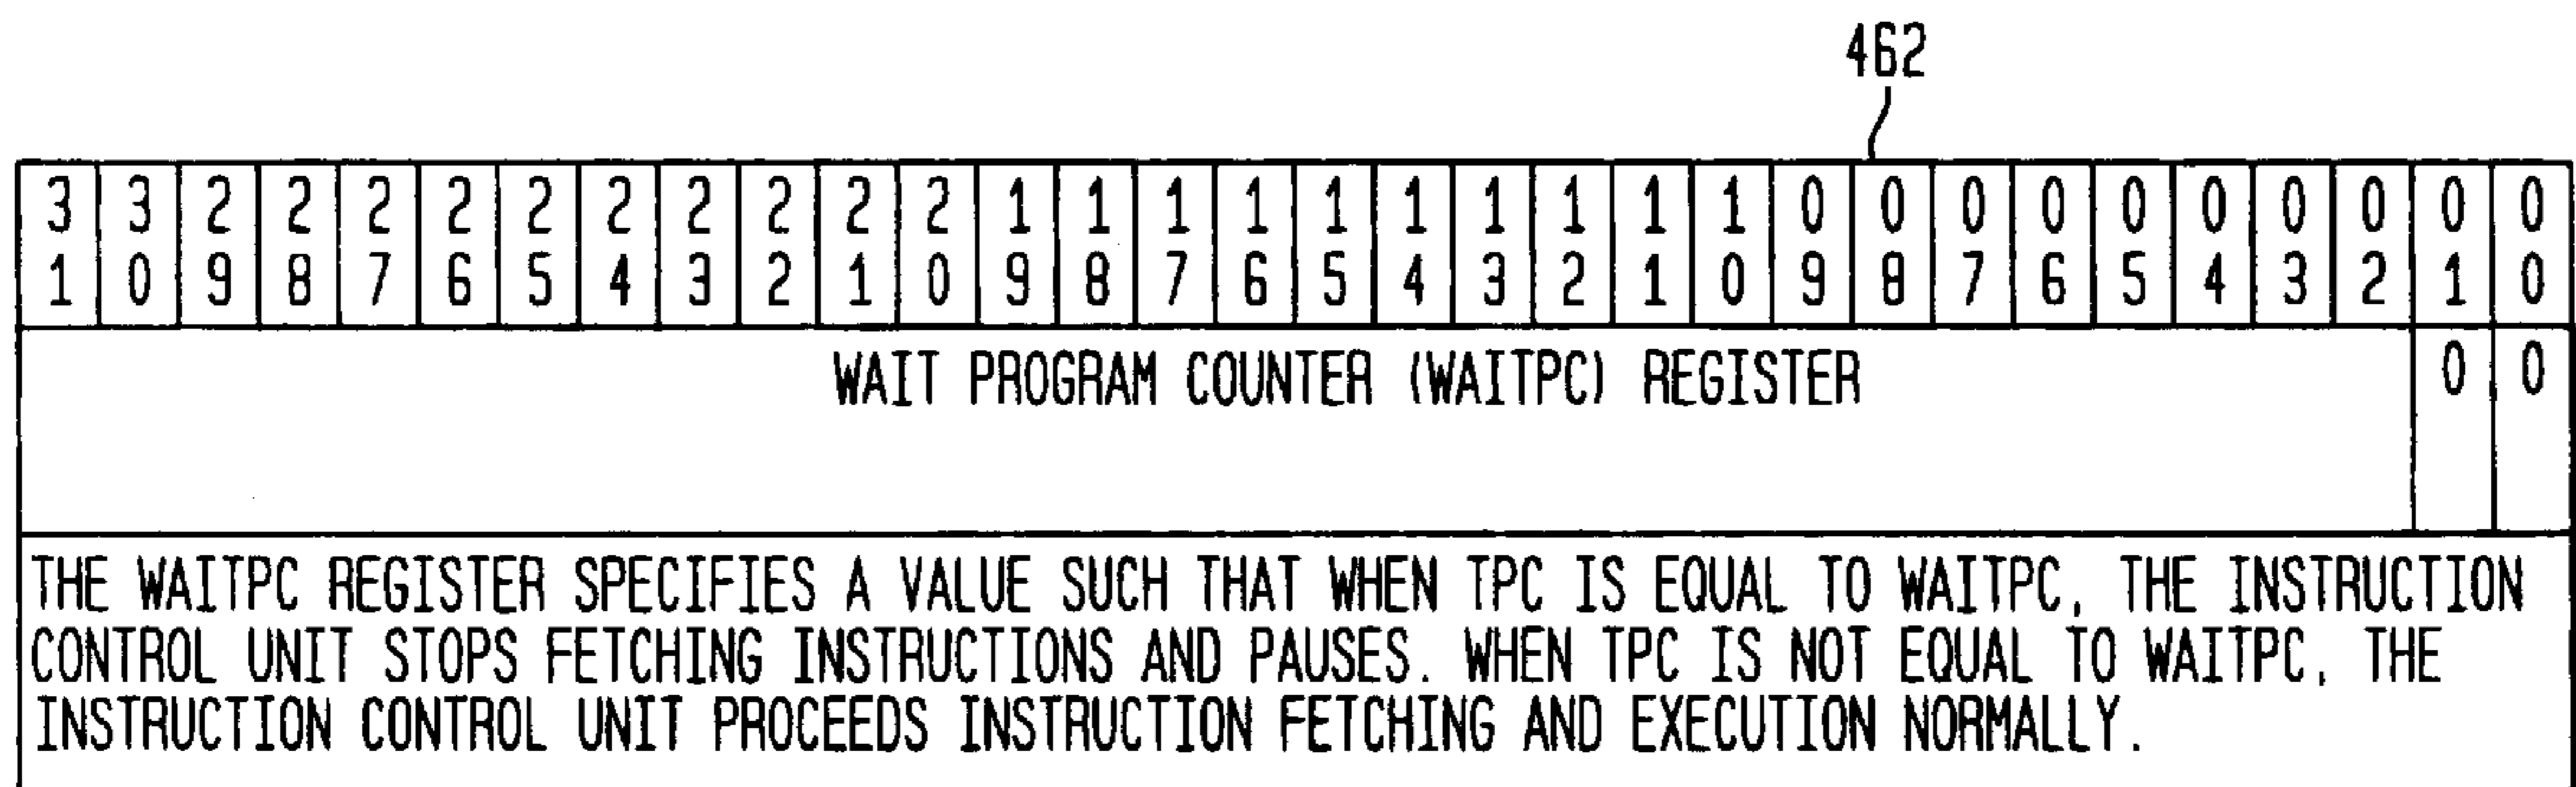 462
3 3 2 2 2 2 2 2 2 2 2 2 1 1 1 1 1 1 1 1 1 1 0 0 0 0 0 0 0 0 0 0
1 0 9 8 7 6 5 4 3 2 1 0 9 8 7 6 5 4 3 2 1 0 9 8 7 6 5 4 3 2 1 0
WAIT PROGRAM COUNTER (WAITPC) REGISTER 0 0
THE WAITPC REGISTER SPECIFIES A VALUE SUCH THAT WHEN TPC IS EQUAL TO WAITPC, THE INSTRUCTION
CONTROL UNIT STOPS FETCHING INSTRUCTIONS AND PAUSES. WHEN TPC IS NOT EQUAL TO WAITPC, THE
INSTRUCTION CONTROL UNIT PROCEEDS INSTRUCTION FETCHING AND EXECUTION NORMALLY.